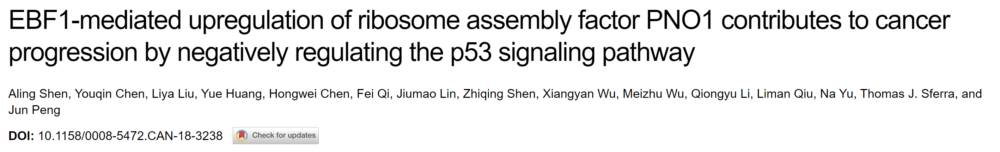 EBF1-mediated upregulation of ribosome assembly factor PNO1 contributes to cancer
progression by negatively regulating the p53 signaling pathway
Aling Shen, Youqin Chen, Liya Liu, Yue Huang, Hongwei Chen, Fei Qi, Jiumao Lin, Zhiqing Shen, Xiangyan Wu, Meizhu Wu, Qiongyu Li, Liman Qiu, Na Yu, Thomas J. Sferra, and
Jun Peng
DOI: 10.1158/0008-5472.CAN-18-3238 Check for updates